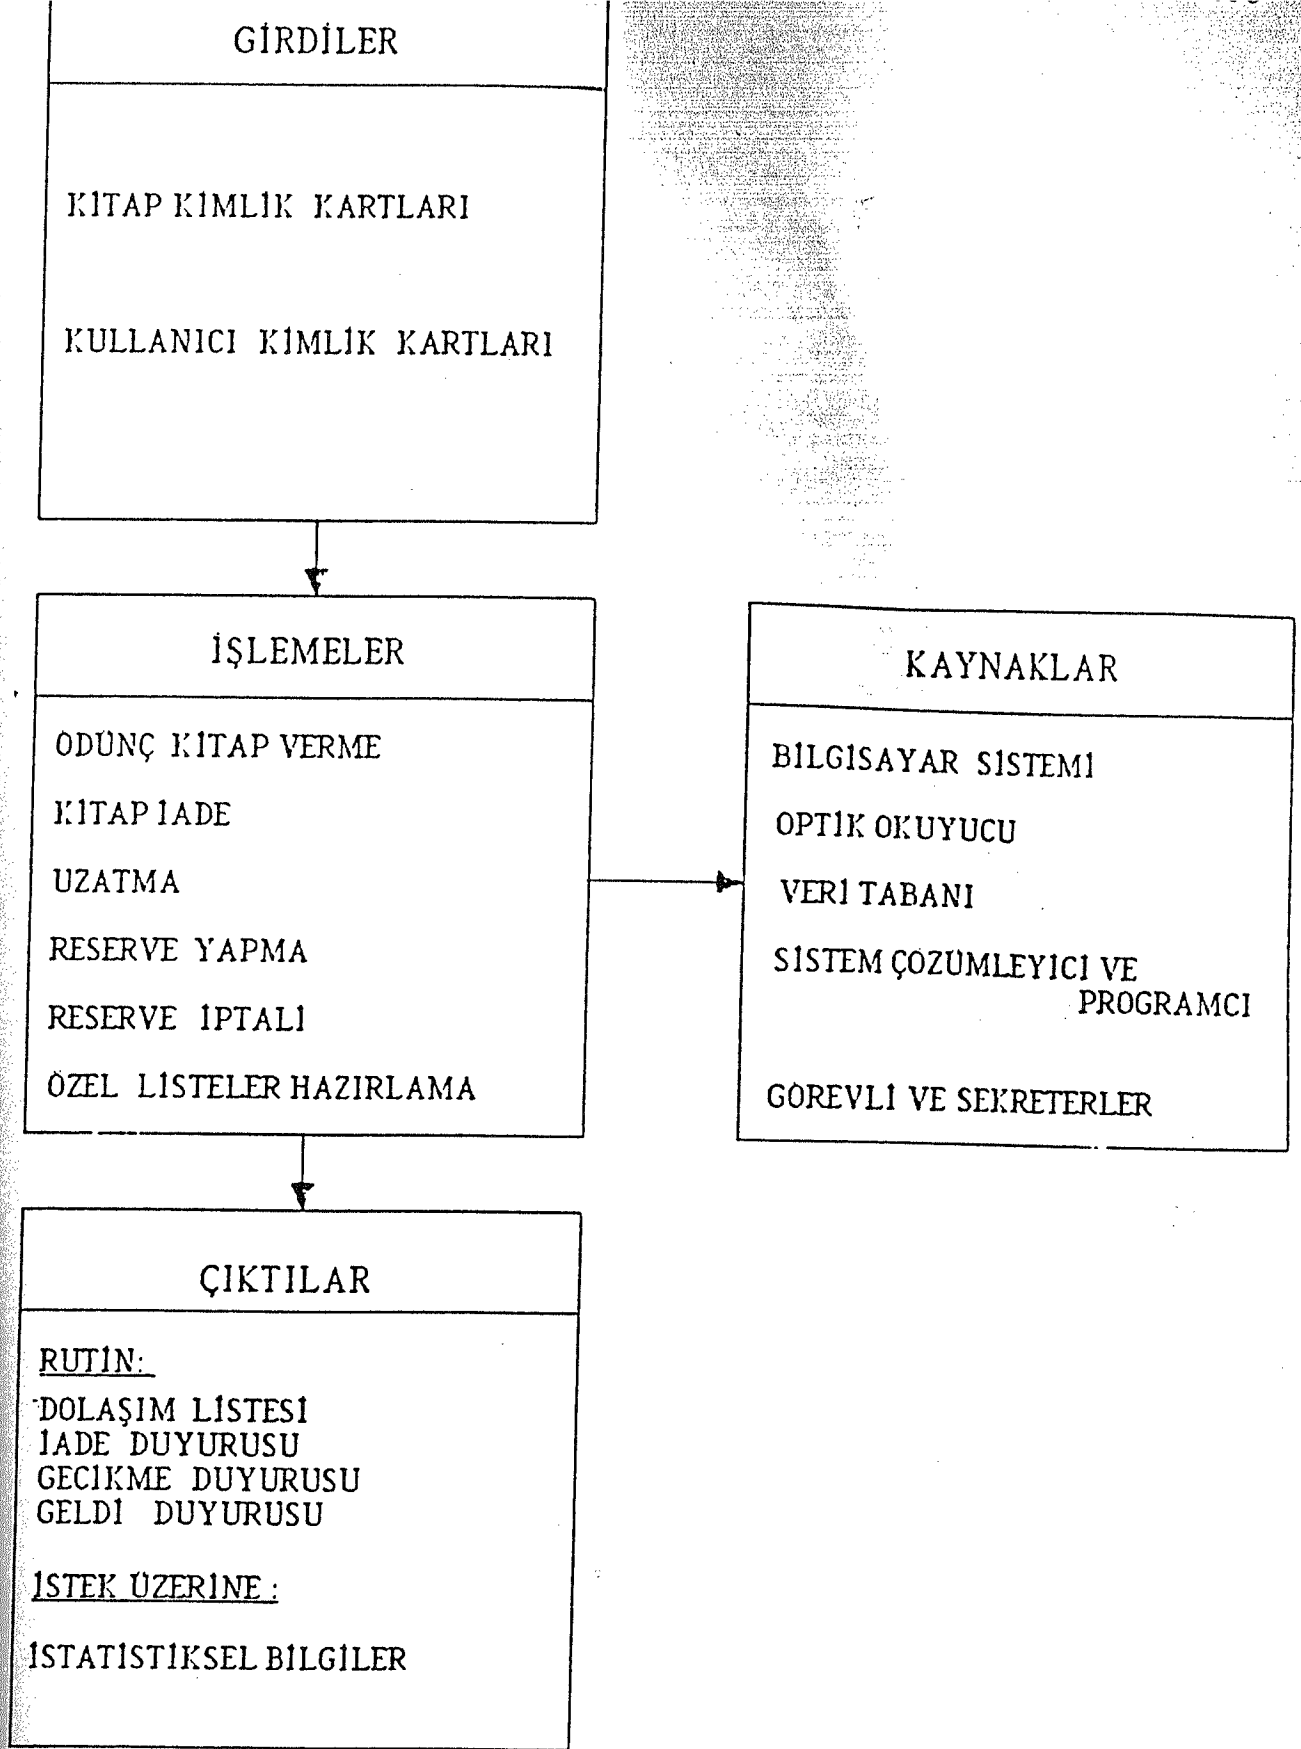 GİRDİLER
KİTAP KİMLİK KARTLARI
KULLANICI KİMLİK KARTLARI
İŞLEMELER
ÖDÜNÇ KİTAP VERME
KİTAP İADE
UZATMA
RESERVE YAPMA
RESERVE İPTALİ
ÖZEL LİSTELER HAZIRLAMA
KAYNAKLAR
BİLGİSAYAR SİSTEMİ
OPTİK OKUYUCU
VERİ TABANI
SİSTEM ÇÖZÜMLEYİCİ VE
PROGRAMCI
GÖREVLİ VE SEKRETERLER
ÇIKTILAR
RUTİN:
DOLAŞIM LİSTESİ
İADE DUYURUSU
GECİKME DUYURUSU
GELDİ DUYURUSU
İSTEK ÜZERİNE :
İSTATİSTİKSEL BİLGİLER